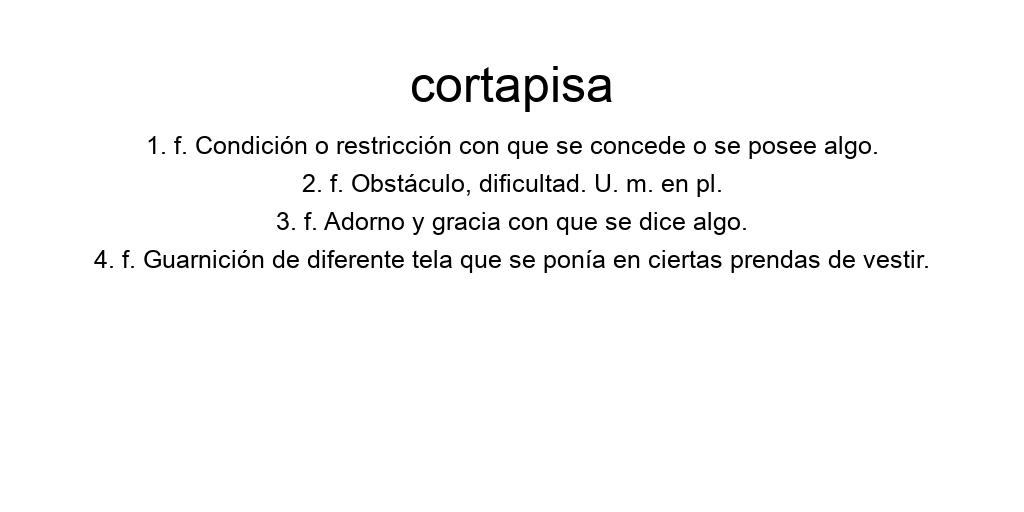 cortapisa
1. f. Condición o restricción con que se concede o se posee algo.
2. f. Obstáculo, dificultad. U. m. en pl.
3. f. Adorno y gracia con que se dice algo.
4. f. Guarnición de diferente tela que se ponía en ciertas prendas de vestir.